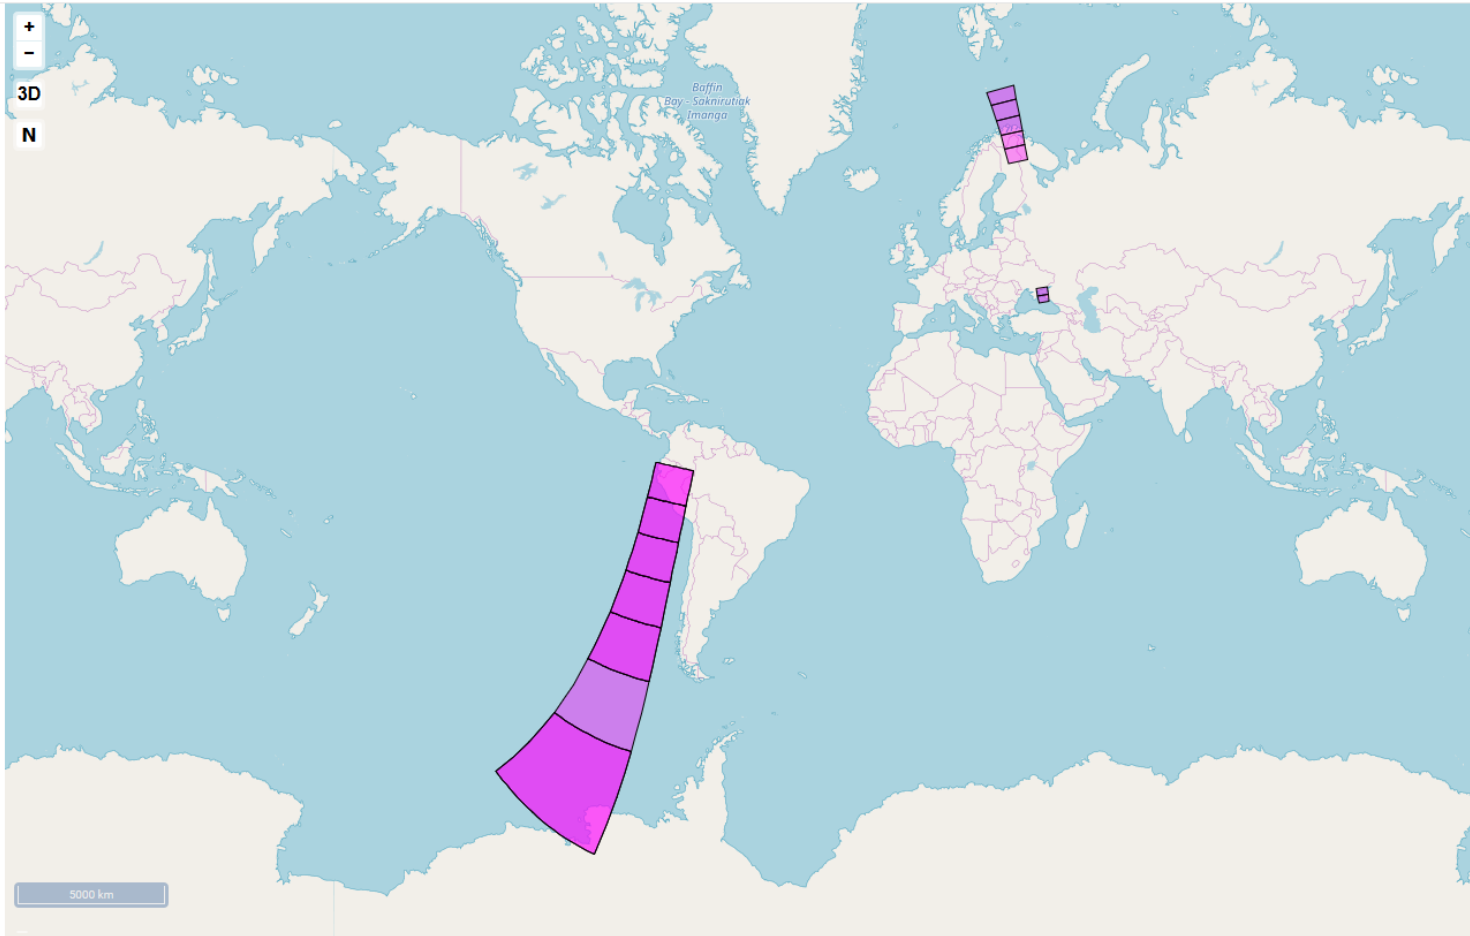 +
−
3D
N
Baffin
Bay - Saknirutiak
Imanga
5000 km